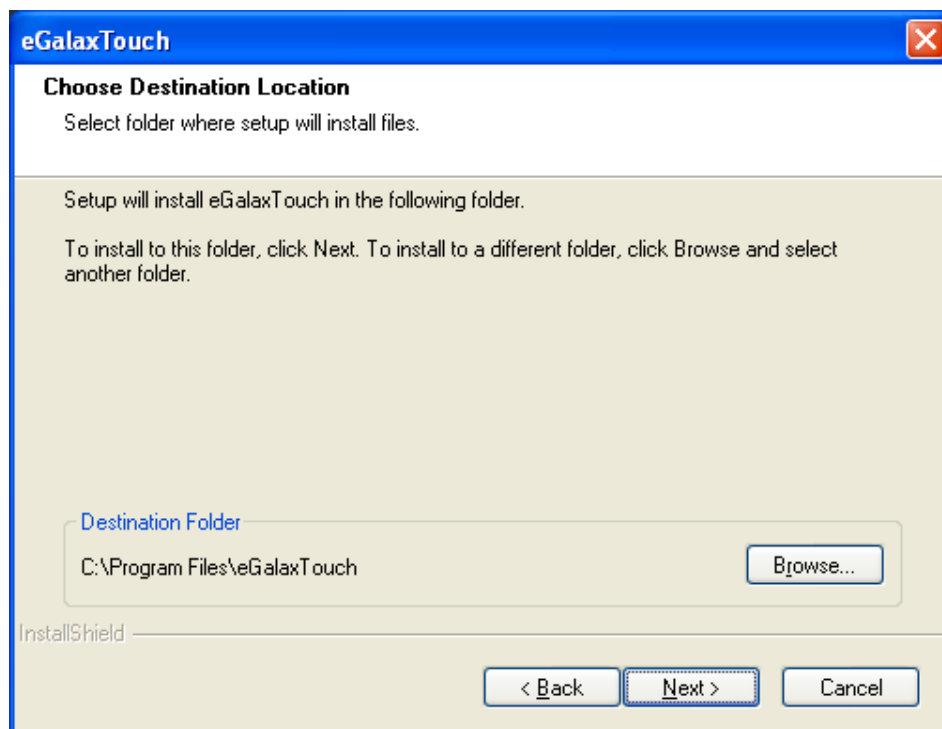 eGalaxTouch
Choose Destination Location
Select folder where setup will install files.
Setup will install eGalaxTouch in the following folder.
To install to this folder, click Next. To install to a different folder, click Browse and select
another folder.
Destination Folder
C:\Program Files\eGalaxTouch
Browse...
InstallShield
< Back
Next >
Cancel